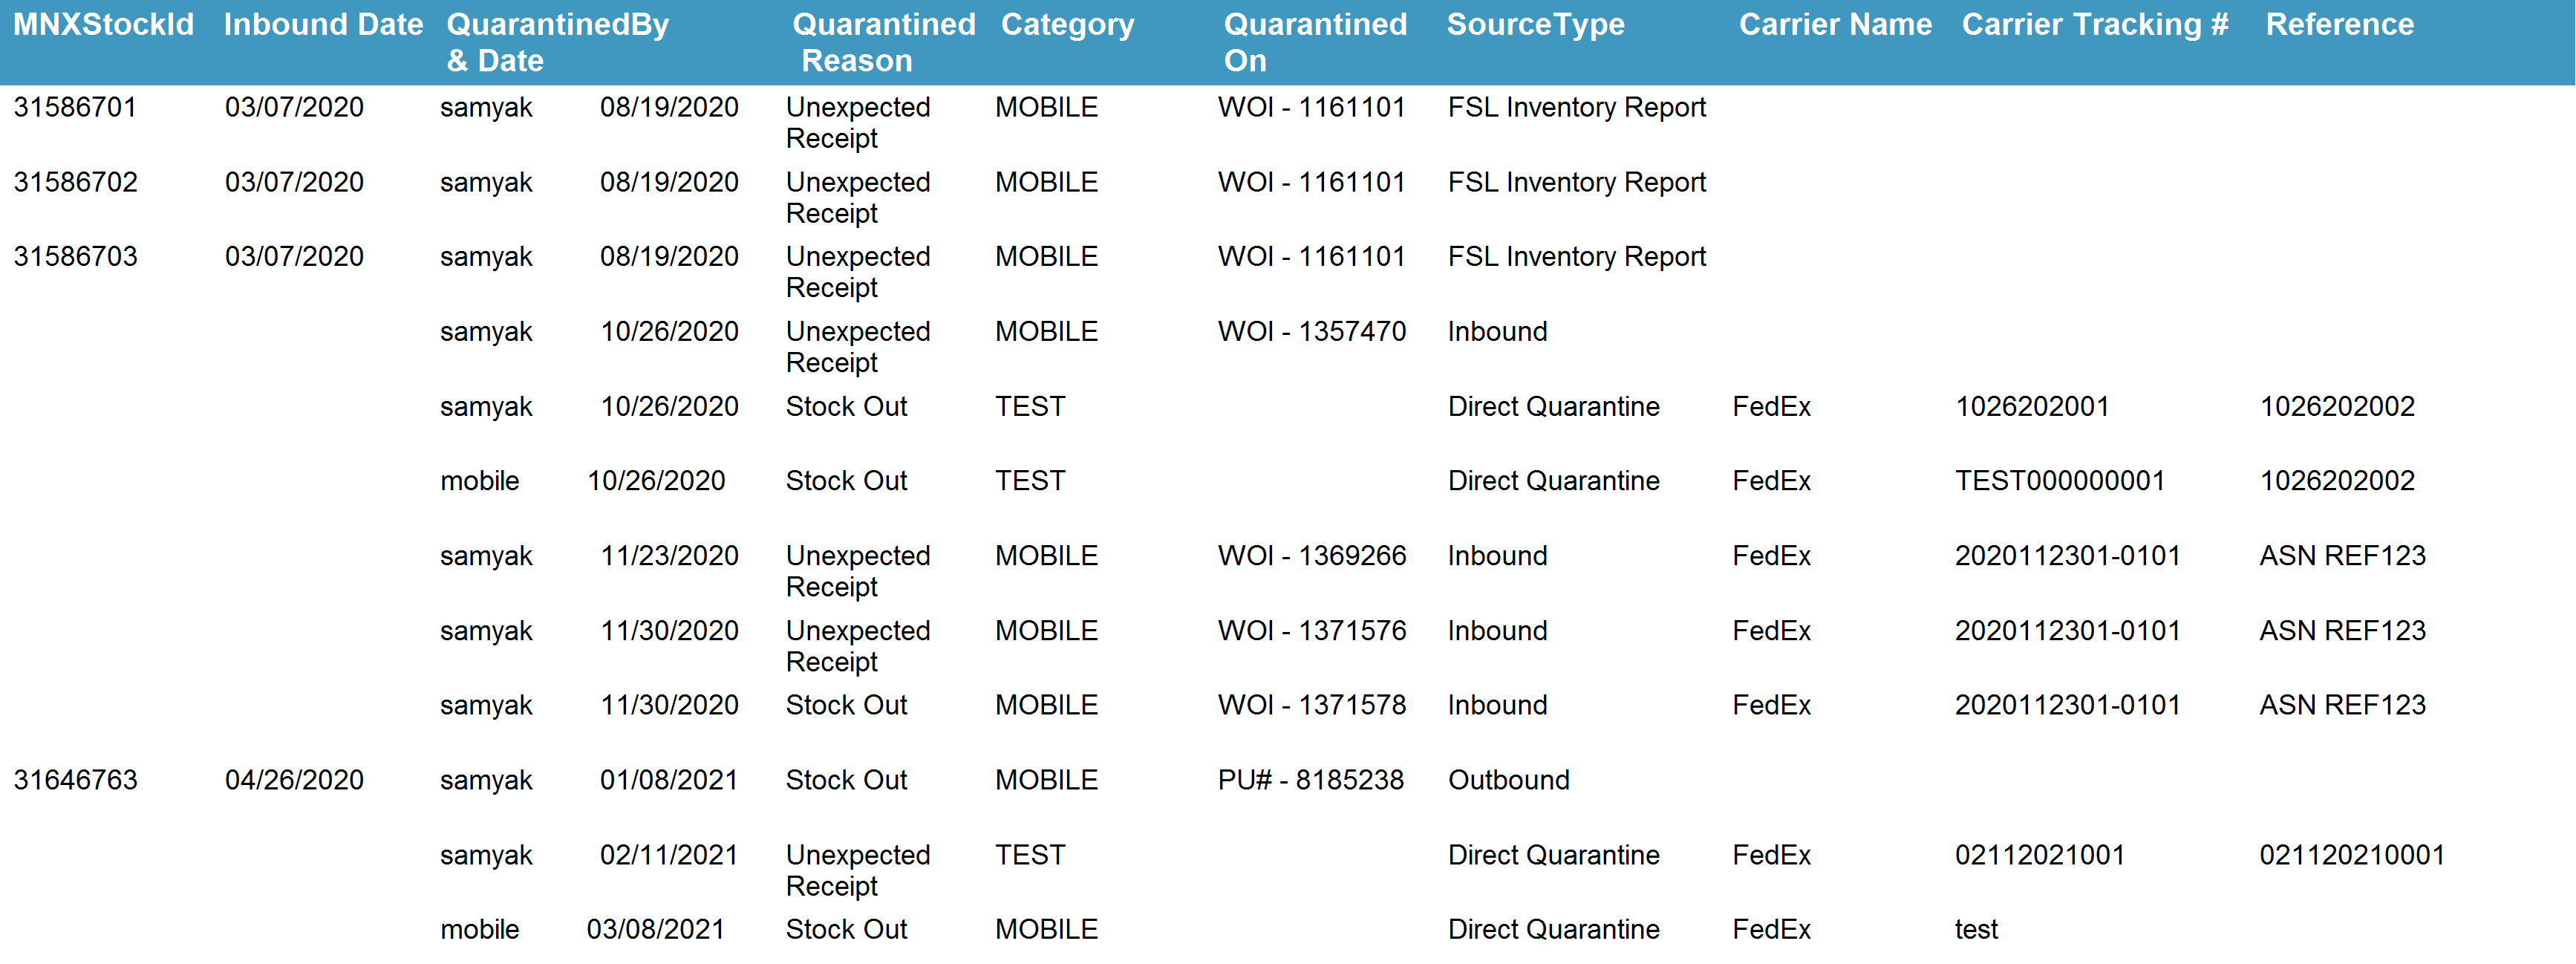 MNXStockId Inbound Date QuarantinedBy Quarantined Category Quarantined SourceType Carrier Name Carrier Tracking # Reference
& Date Reason On
31586701 03/07/2020 samyak 08/19/2020 Unexpected MOBILE WOI - 1161101 FSL Inventory Report
Receipt
31586702 03/07/2020 samyak 08/19/2020 Unexpected MOBILE WOI - 1161101 FSL Inventory Report
Receipt
31586703 03/07/2020 samyak 08/19/2020 Unexpected MOBILE WOI - 1161101 FSL Inventory Report
Receipt
samyak 10/26/2020 Unexpected MOBILE WOI - 1357470 Inbound
Receipt
samyak 10/26/2020 Stock Out TEST Direct Quarantine FedEx 1026202001 1026202002
mobile 10/26/2020 Stock Out TEST Direct Quarantine FedEx TEST000000001 1026202002
samyak 11/23/2020 Unexpected MOBILE WOI - 1369266 Inbound FedEx 2020112301-0101 ASN REF123
Receipt
samyak 11/30/2020 Unexpected MOBILE WOI - 1371576 Inbound FedEx 2020112301-0101 ASN REF123
Receipt
samyak 11/30/2020 Stock Out MOBILE WOI - 1371578 Inbound FedEx 2020112301-0101 ASN REF123
31646763 04/26/2020 samyak 01/08/2021 Stock Out MOBILE PU# - 8185238 Outbound
samyak 02/11/2021 Unexpected TEST Direct Quarantine FedEx 02112021001 021120210001
Receipt
mobile 03/08/2021 Stock Out MOBILE Direct Quarantine FedEx test